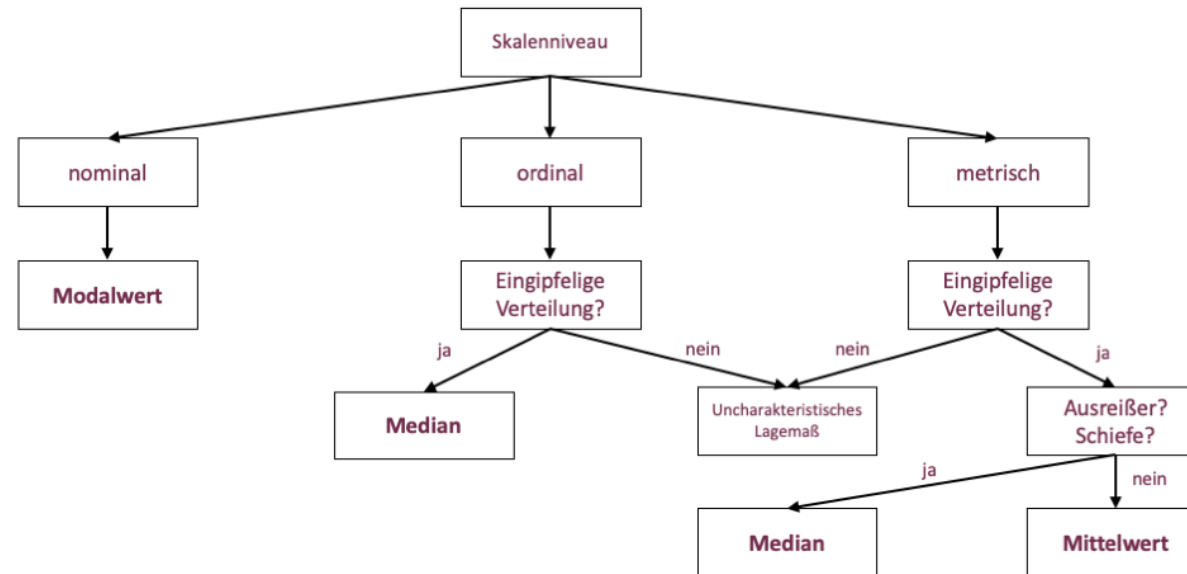 Skalenniveau
nominal
ordinal
metrisch
Modalwert
Eingipfelige
Verteilung?
Eingipfelige
Verteilung?
ja
nein
nein
ja
Median
Uncharakteristisches
Lagemaß
Ausreißer?
Schiefe?
ja
nein
Median
Mittelwert